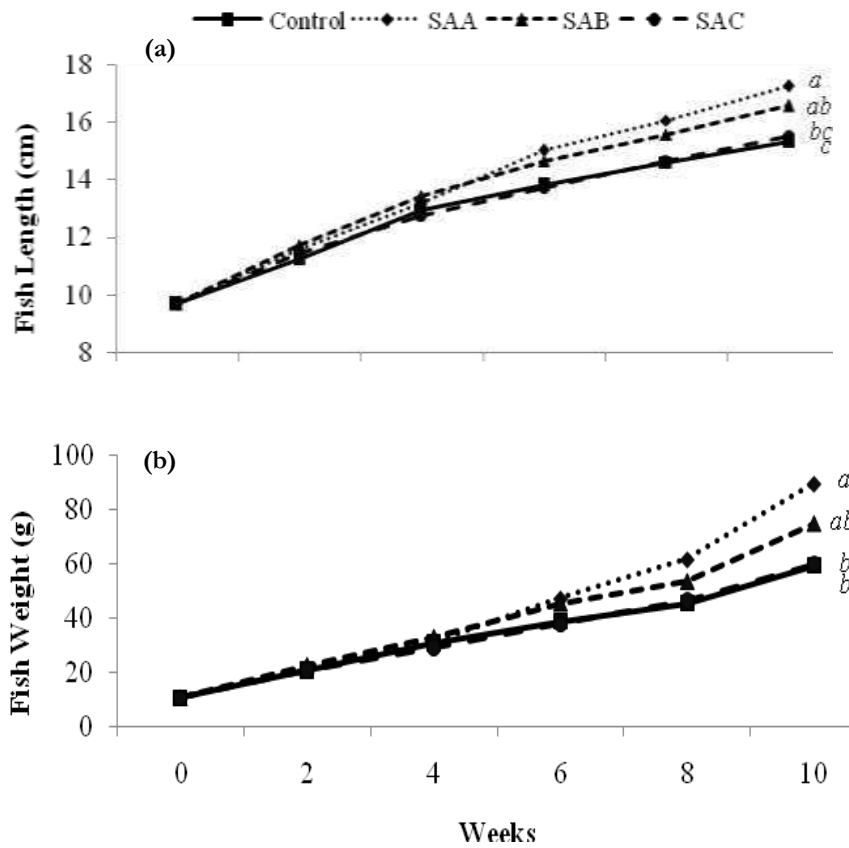 Control SAA SAB SAC
(a)
18
16
14
12
10
8
Fish Length (cm)
a
ab
bc
c
(b)
100
80
60
40
20
0
Fish Weight (g)
a
ab
b
b
0 2 4 6 8 10
Weeks